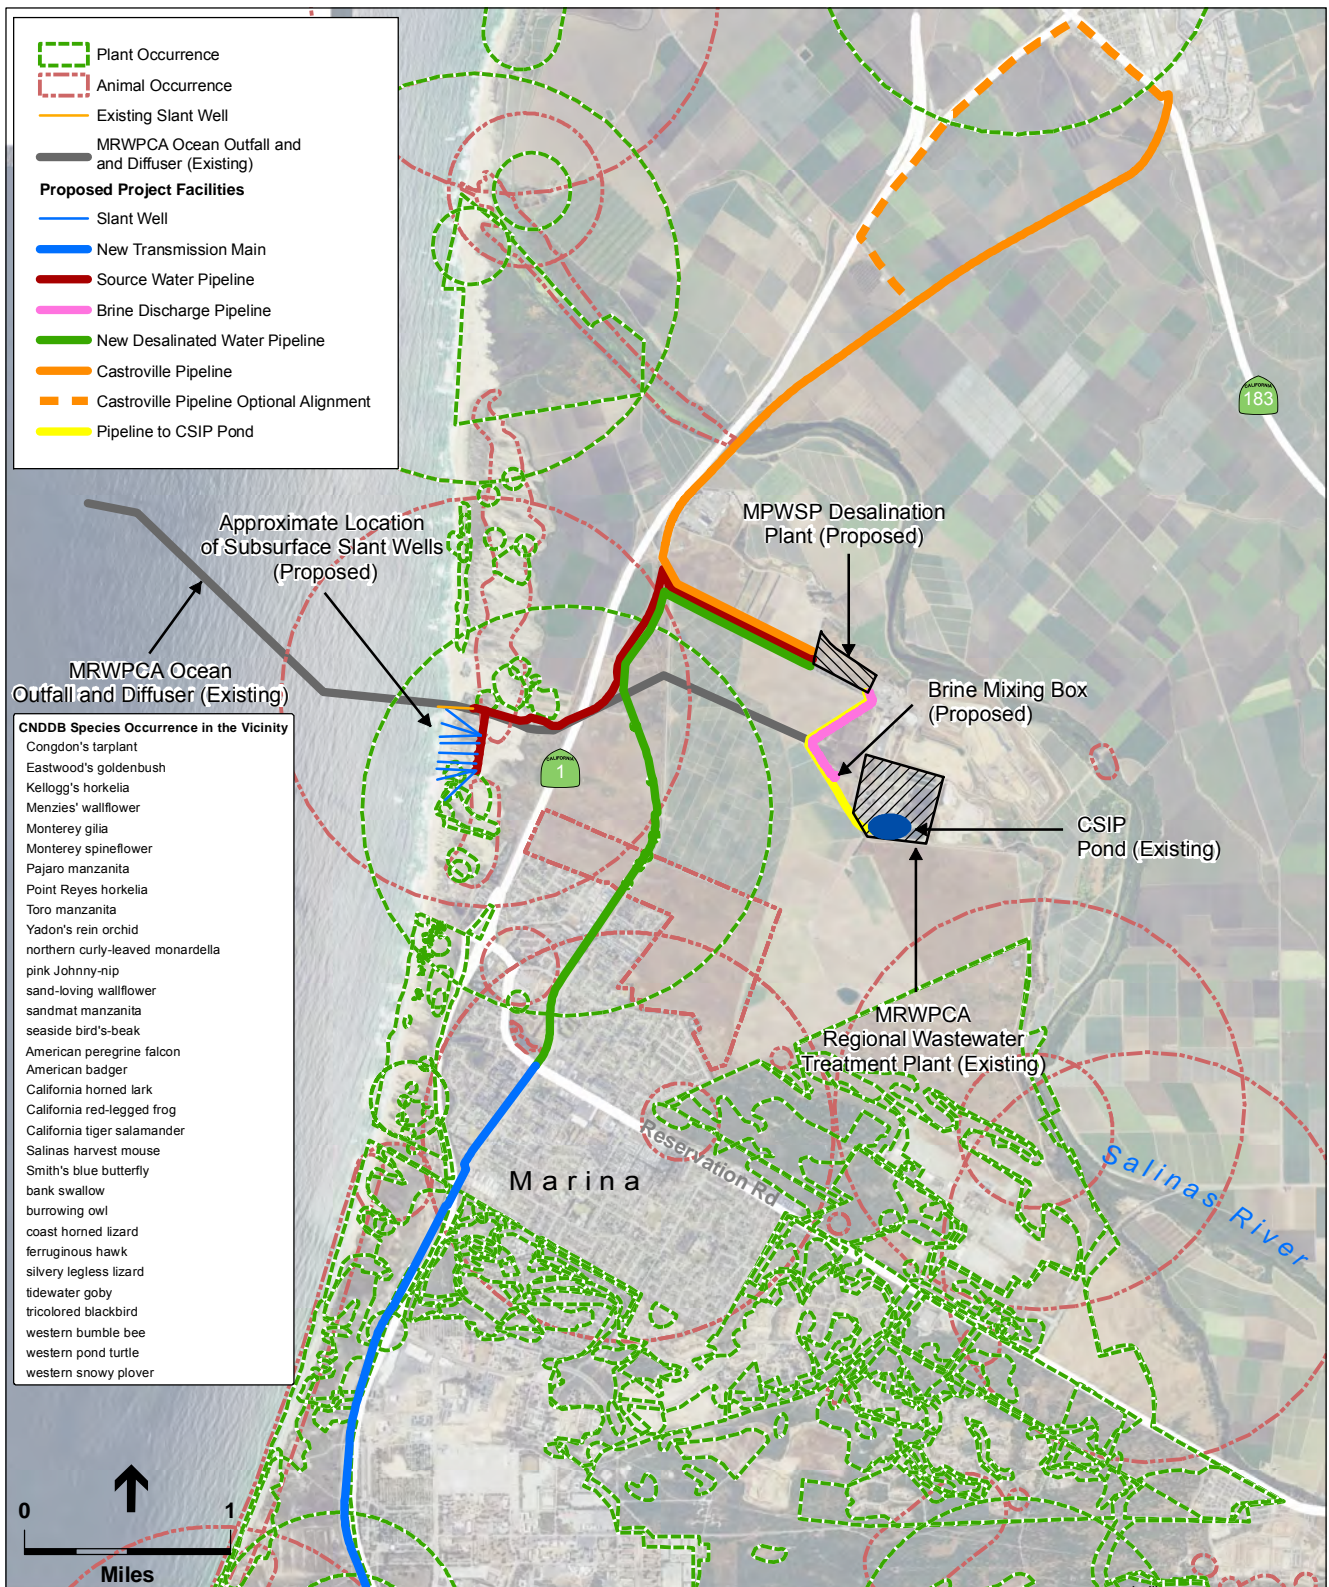 Plant Occurrence
Animal Occurrence
Existing Slant Well
MRWPCA Ocean Outfall and
and Diffuser (Existing)
Proposed Project Facilities
Slant Well
New Transmission Main
Source Water Pipeline
Brine Discharge Pipeline
New Desalinated Water Pipeline
Castroville Pipeline
Castroville Pipeline Optional Alignment
Pipeline to CSIP Pond
CALIFORNIA
183
Approximate Location
of Subsurface Slant Wells
(Proposed)
MPWSP Desalination
Plant (Proposed)
MRWPCA Ocean
Outfall and Diffuser (Existing)
Brine Mixing Box
(Proposed)
CALIFORNIA
1
CSIP
Pond (Existing)
MRWPCA
Regional Wastewater
Treatment Plant (Existing)
Reservation Rd
Marina
Salinas River
CNDDB Species Occurrence in the Vicinity
Congdon's tarplant
Eastwood's goldenbush
Kellogg's horkelia
Menzies' wallflower
Monterey gilia
Monterey spineflower
Pajaro manzanita
Point Reyes horkelia
Toro manzanita
Yadon's rein orchid
northern curly-leaved monardella
pink Johnny-nip
sand-loving wallflower
sandmat manzanita
seaside bird's-beak
American peregrine falcon
American badger
California horned lark
California red-legged frog
California tiger salamander
Salinas harvest mouse
Smith's blue butterfly
bank swallow
burrowing owl
coast horned lizard
ferruginous hawk
silvery legless lizard
tidewater goby
tricolored blackbird
western bumble bee
western pond turtle
western snowy plover
0 1
Miles